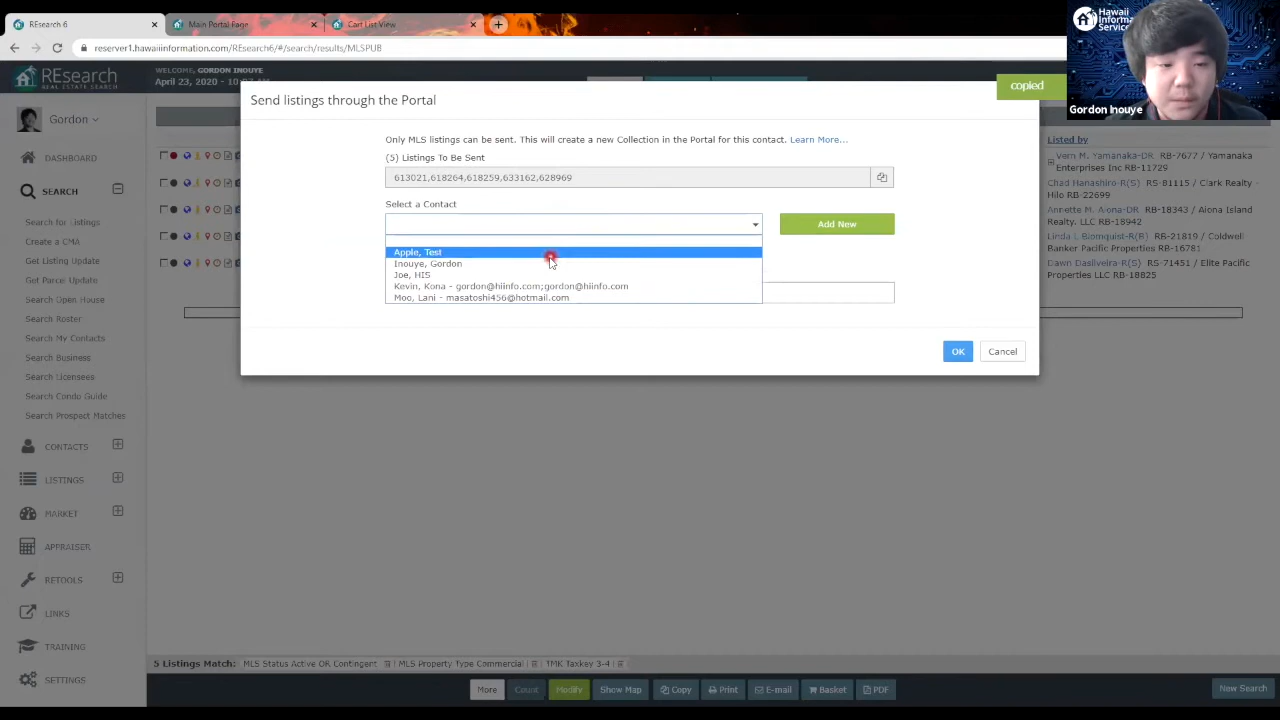 REsearch 6
Main Portal Page
Cart List View
reserver1.hawaiiinformation.com/REsearch6/#/search/results/MLSPUB
Hawaii
Information
Service
Gordon Inouye
REsearch
REAL ESTATE SEARCH
WELCOME, GORDON INOUYE
Send listings through the Portal
copied
Gordon
Only MLS listings can be sent. This will create a new Collection in the Portal for this contact. Learn More...
(5) Listings To Be Sent
613021,618264,618259,633162,628969
Select a Contact
Add New
Apple, Test
Inouye, Gordon
Joe, HIS
Kevin, Kona - gordon@hiinfo.com;gordon@hiinfo.com
Moo, Lani - masatoshi456@hotmail.com
OK
Cancel
Listed by
Vern M. Yamanaka-DR RB-7677 / Yamanaka
Enterprises Inc RB-11729
Chad Hanashiro-R(S) RS-81115 / Clark Realty -
Hilo RB-22699
Annette M. Aiona-DR RB-18343 / Aiona Island
Realty. LLC RB-18942
Linda L Blomquist-R(B) RB-21819 / Coldwell
Banker Properties RB-16781
Dawn Dasilveira-R(S) RS-71451 / Elite Pacific
Properties LLC RB-18825
DASHBOARD
SEARCH
Search for Listings
Create a CMA
Get Listing Update
Get Parcel Update
Search Open House
Search Roster
Search My Contacts
Search Business
Search Licensees
Search Condo Guide
Search Prospect Matches
CONTACTS
LISTINGS
MARKET
APPRAISER
RETOOLS
LINKS
TRAINING
SETTINGS
5 Listings Match: MLS Status Active OR Contingent MLS Property Type Commercial TMK Taxkey 3-4
More
Count
Modify
Show Map
Copy
Print
E-mail
Basket
PDF
New Search